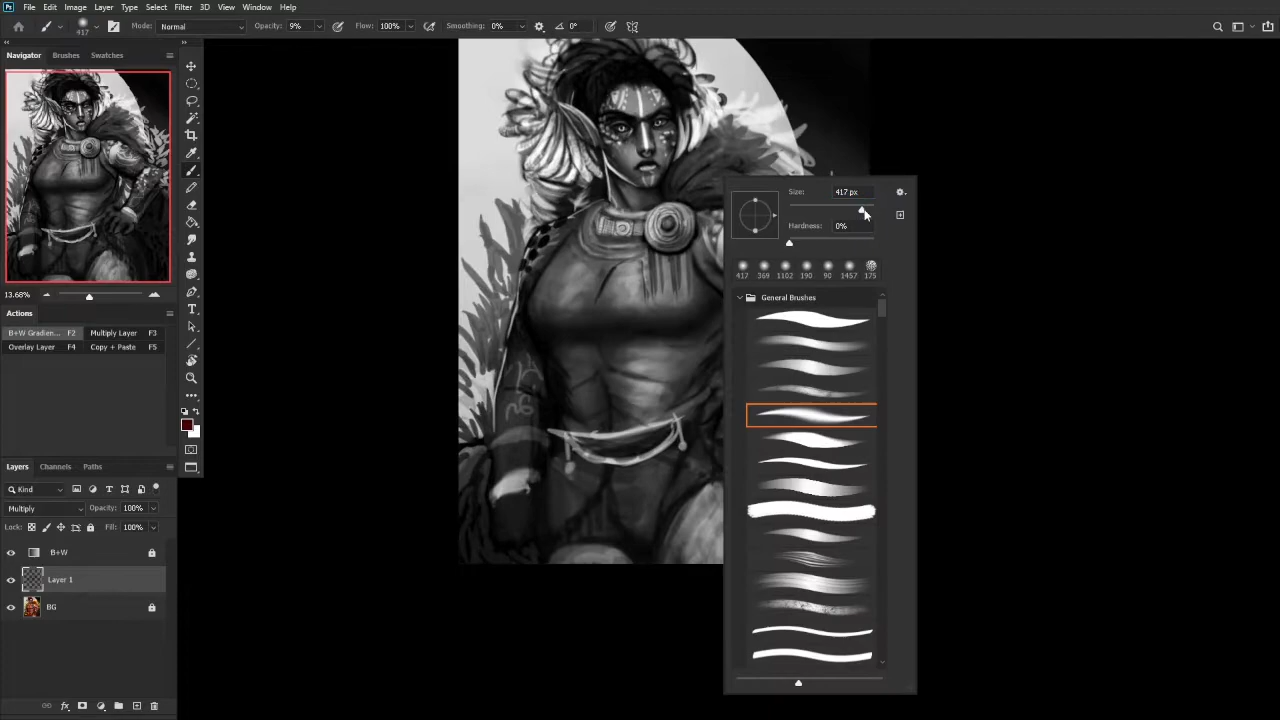 Ps File Edit Image Layer Type Select Filter 3D View Window Help
417 Mode: Normal Opacity: 9% Flow: 100% Smoothing: 0% 0°
Navigator Brushes Swatches
13.68%
Actions
B+W Gradien... F2 Multiply Layer F3
Overlay Layer F4 Copy + Paste F5
Layers Channels Paths
Kind
Multiply Opacity: 100%
Lock: Fill: 100%
B+W
Layer 1
BG
fx
Size: 417 px
Hardness: 0%
417 369 1102 190 90 1457 175
General Brushes